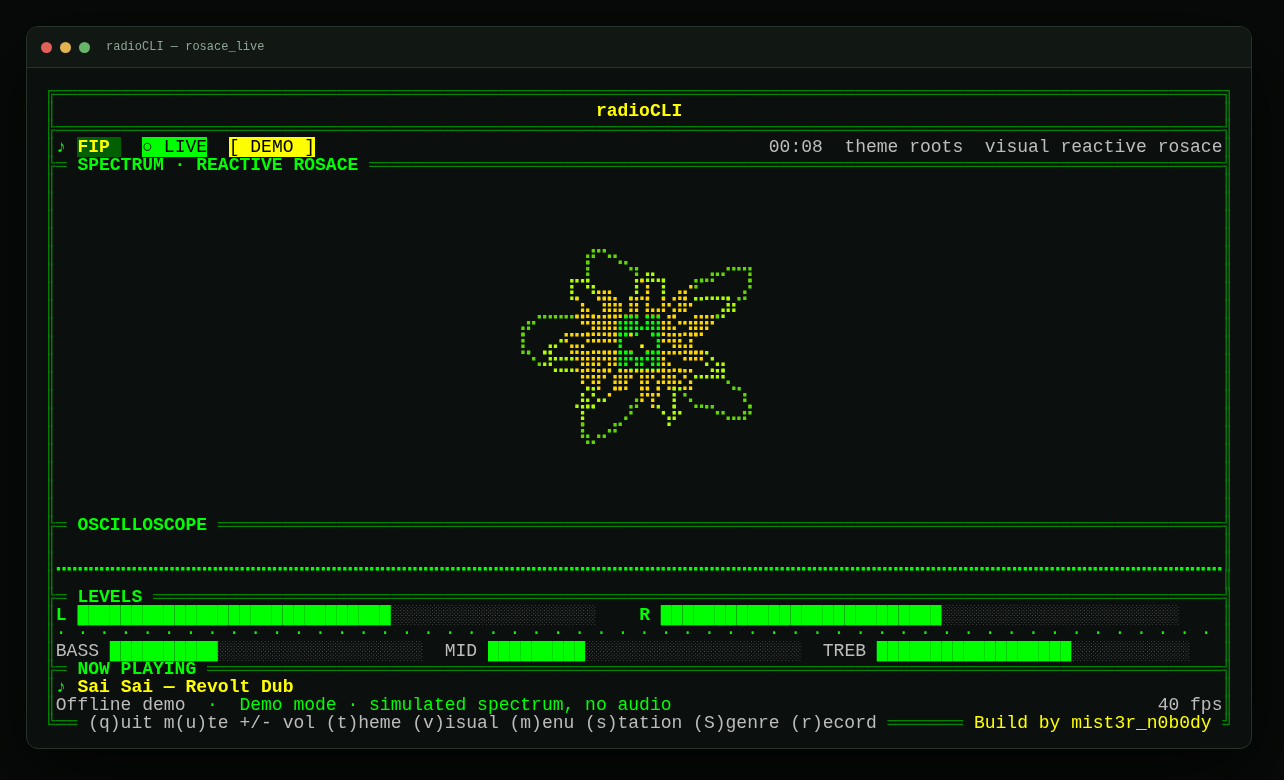 radioCLI — rosace_live
radioCLI
♪ FIP ○ LIVE [ DEMO ] 00:08 theme roots visual reactive rosace
SPECTRUM · REACTIVE ROSACE
OSCILLOSCOPE
LEVELS
L R
BASS MID TREB
NOW PLAYING
♪ Sai Sai — Revolt Dub
Offline demo · Demo mode · simulated spectrum, no audio 40 fps
(q)uit m(u)te +/- vol (t)heme (v)isual (m)enu (s)tation (S)genre (r)ecord Build by mist3r_n0b0dy